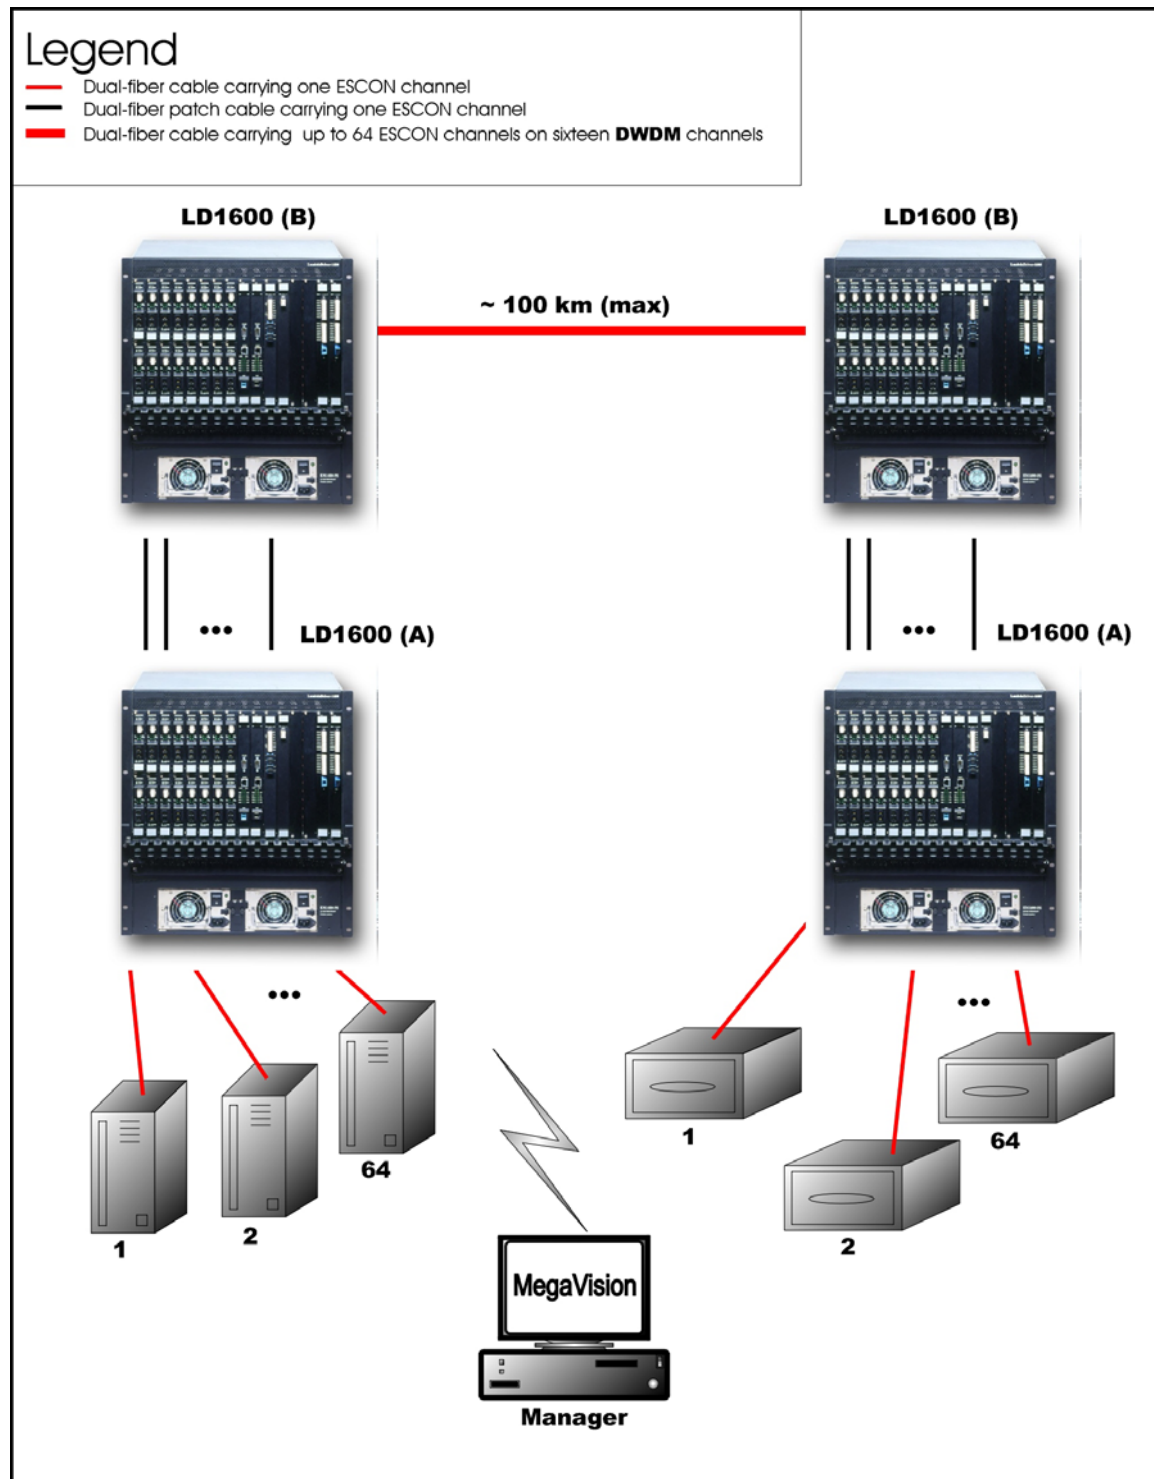 Legend
Dual-fiber cable carrying one ESCON channel
Dual-fiber patch cable carrying one ESCON channel
Dual-fiber cable carrying up to 64 ESCON channels on sixteen DWDM channels
LD1600 (B)
LD1600 (B)
~ 100 km (max)
...
LD1600 (A)
...
LD1600 (A)
...
...
1
2
64
1
2
64
MegaVision
Manager